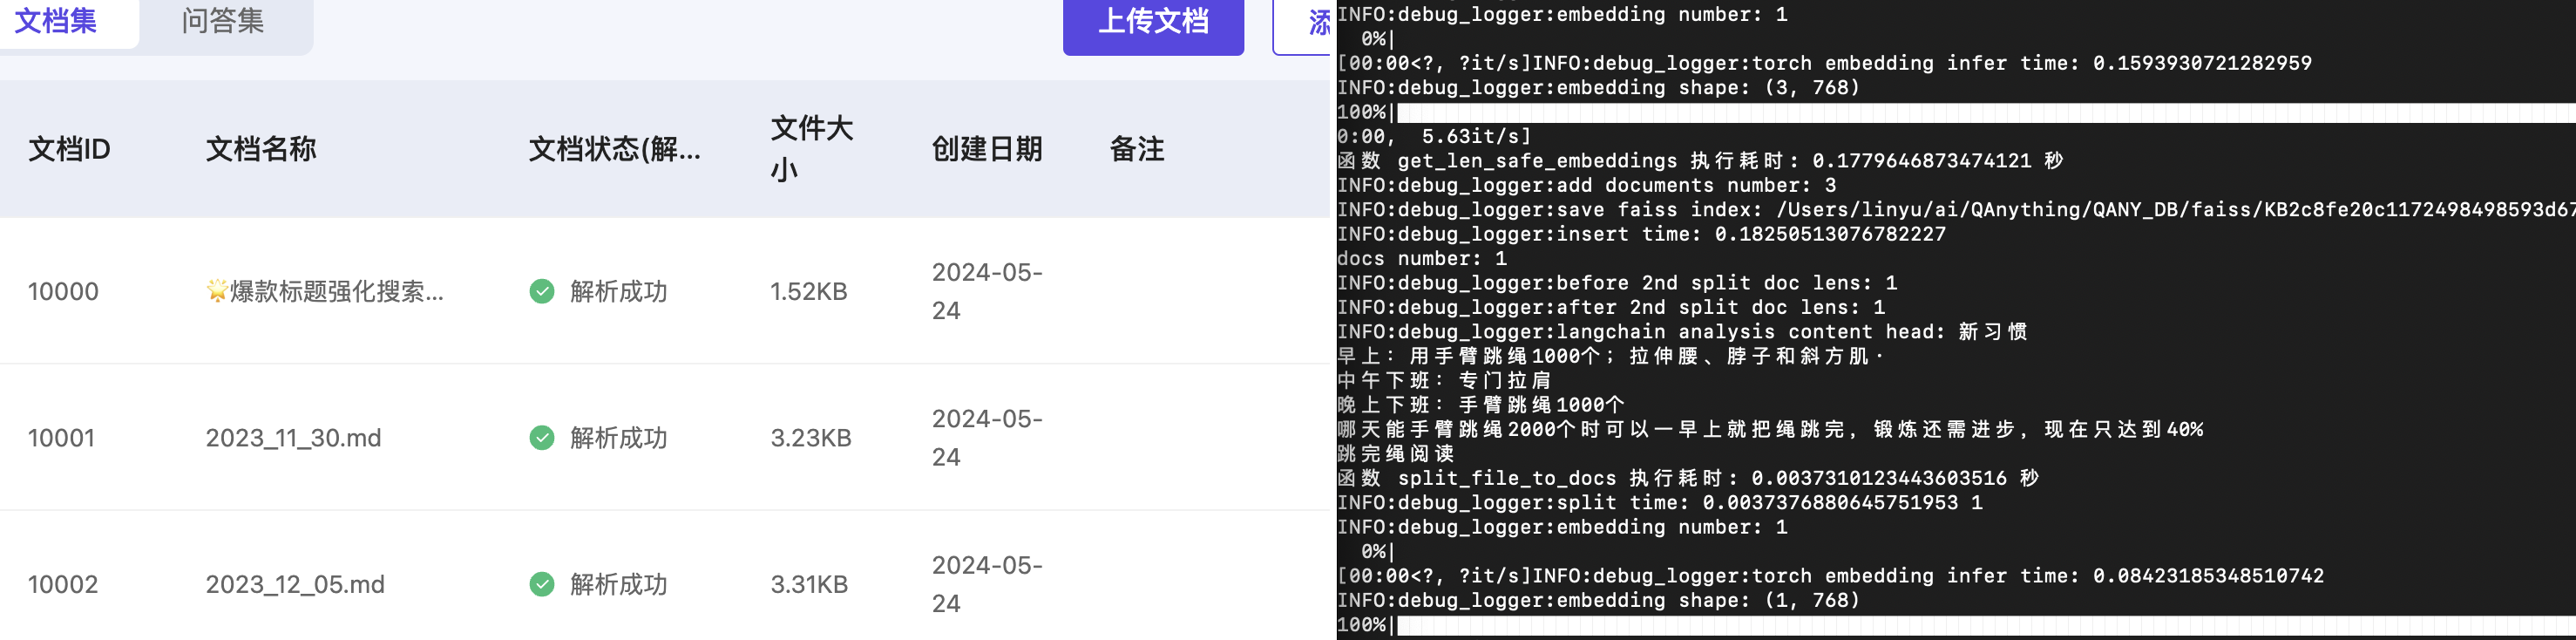 文档集
问答集
上传文档
添
文档ID
文档名称
文档状态(解...
文件大
小
创建日期
备注
10000
🌟爆款标题强化搜索...
解析成功
1.52KB
2024-05-
24
10001
2023_11_30.md
解析成功
3.23KB
2024-05-
24
10002
2023_12_05.md
解析成功
3.31KB
2024-05-
24
INFO:debug_logger:embedding number: 1
0%|
[00:00<?, ?it/s]INFO:debug_logger:torch embedding infer time: 0.1593930721282959
INFO:debug_logger:embedding shape: (3, 768)
100%|
0:00,  5.63it/s]
函数 get_len_safe_embeddings 执行耗时: 0.1779646873474121 秒
INFO:debug_logger:add documents number: 3
INFO:debug_logger:save faiss index: /Users/linyu/ai/QAnything/QANY_DB/faiss/KB2c8fe20c1172498498593d67
INFO:debug_logger:insert time: 0.18250513076782227
docs number: 1
INFO:debug_logger:before 2nd split doc lens: 1
INFO:debug_logger:after 2nd split doc lens: 1
INFO:debug_logger:langchain analysis content head: 新习惯
早上：用手臂跳绳1000个；拉伸腰、脖子和斜方肌·
中午下班：专门拉肩
晚上下班：手臂跳绳1000个
哪天能手臂跳绳2000个时可以一早上就把绳跳完，锻炼还需进步，现在只达到40%
跳完绳阅读
函数 split_file_to_docs 执行耗时: 0.0037310123443603516 秒
INFO:debug_logger:split time: 0.0037376880645751953 1
INFO:debug_logger:embedding number: 1
0%|
[00:00<?, ?it/s]INFO:debug_logger:torch embedding infer time: 0.08423185348510742
INFO:debug_logger:embedding shape: (1, 768)
100%|